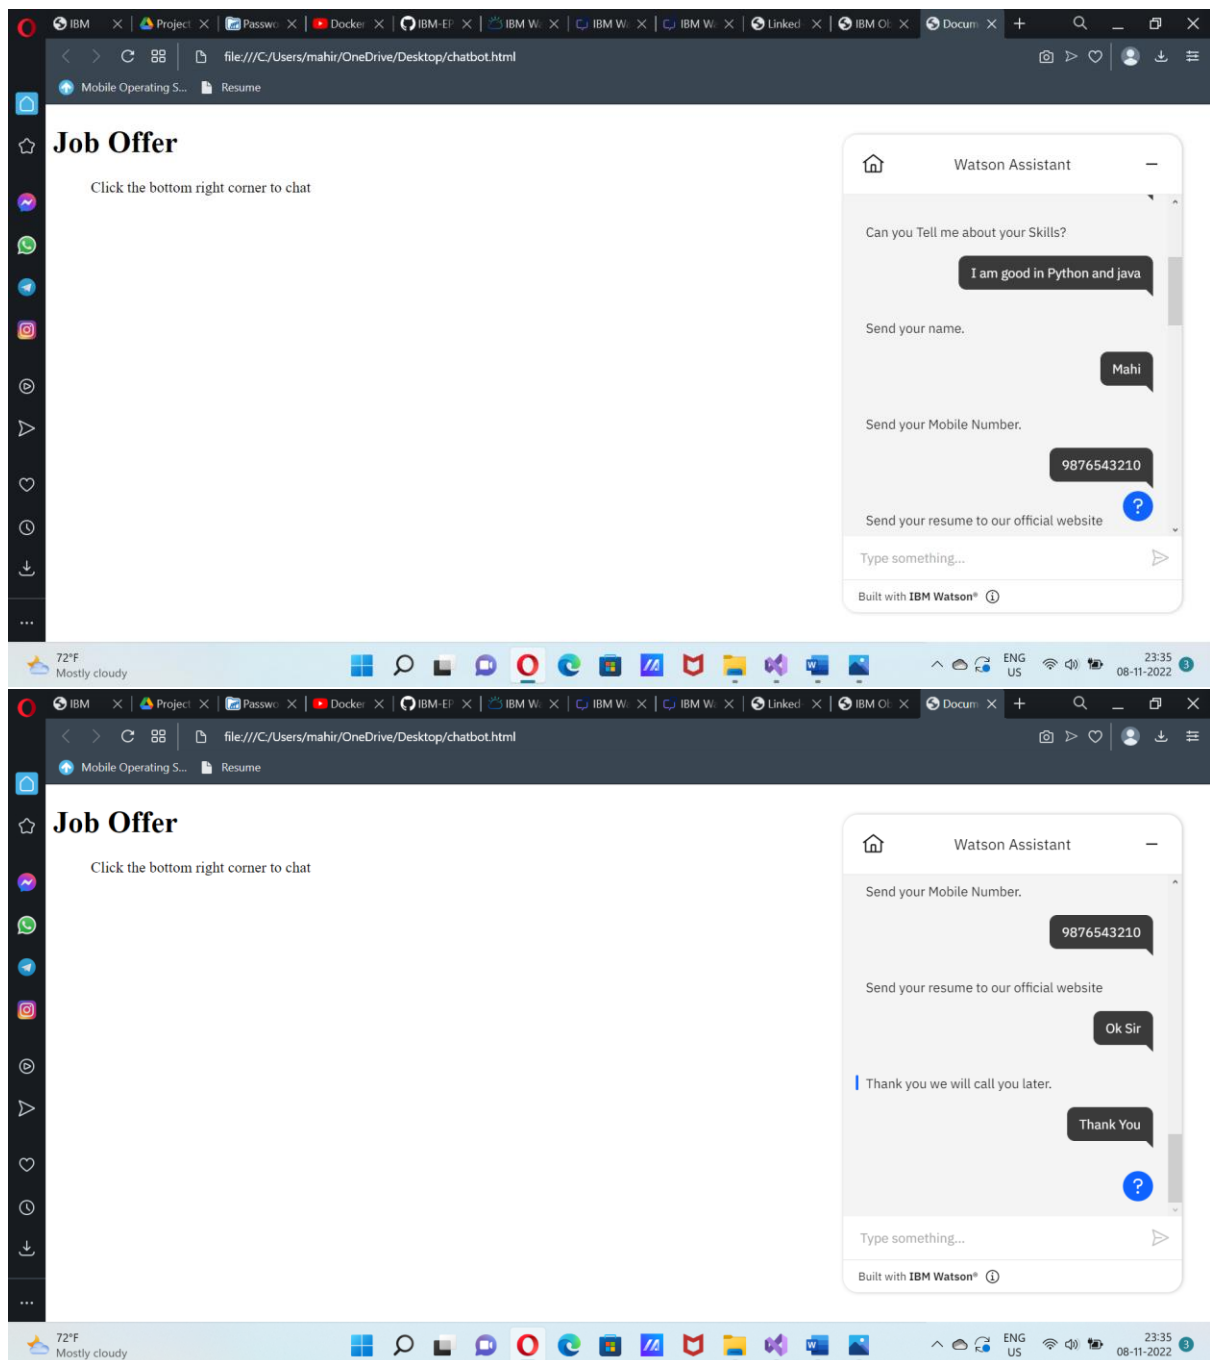 IBM Project Passwo Docker IBM-EP IBM W IBM W IBM W Linked IBM Ob Docum
file:///C:/Users/mahir/OneDrive/Desktop/chatbot.html
Mobile Operating S... Resume
Job Offer
Click the bottom right corner to chat
Watson Assistant
Can you Tell me about your Skills?
I am good in Python and java
Send your name.
Mahi
Send your Mobile Number.
9876543210
Send your resume to our official website
?
Type something...
Built with IBM Watson®
72°F
Mostly cloudy
ENG
US
23:35
08-11-2022
3
IBM Project Passwo Docker IBM-EP IBM W IBM W IBM W Linked IBM Ob Docum
file:///C:/Users/mahir/OneDrive/Desktop/chatbot.html
Mobile Operating S... Resume
Job Offer
Click the bottom right corner to chat
Watson Assistant
Send your Mobile Number.
9876543210
Send your resume to our official website
Ok Sir
Thank you we will call you later.
Thank You
?
Type something...
Built with IBM Watson®
72°F
Mostly cloudy
ENG
US
23:35
08-11-2022
3